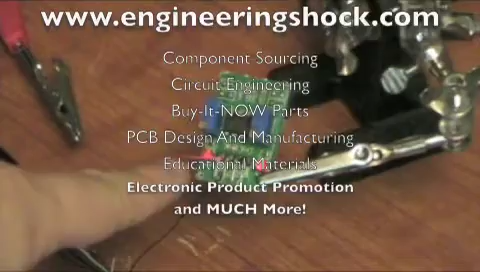 www.engineeringshock.com
Component Sourcing
Circuit Engineering
Buy-It-NOW Parts
PCB Design And Manufacturing
Educational Materials
Electronic Product Promotion
and MUCH More!